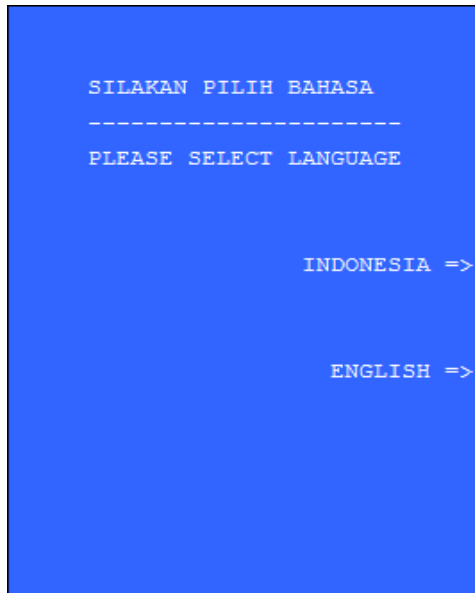 SILAKAN PILIH BAHASA
----------------------
PLEASE SELECT LANGUAGE
INDONESIA =>
ENGLISH =>